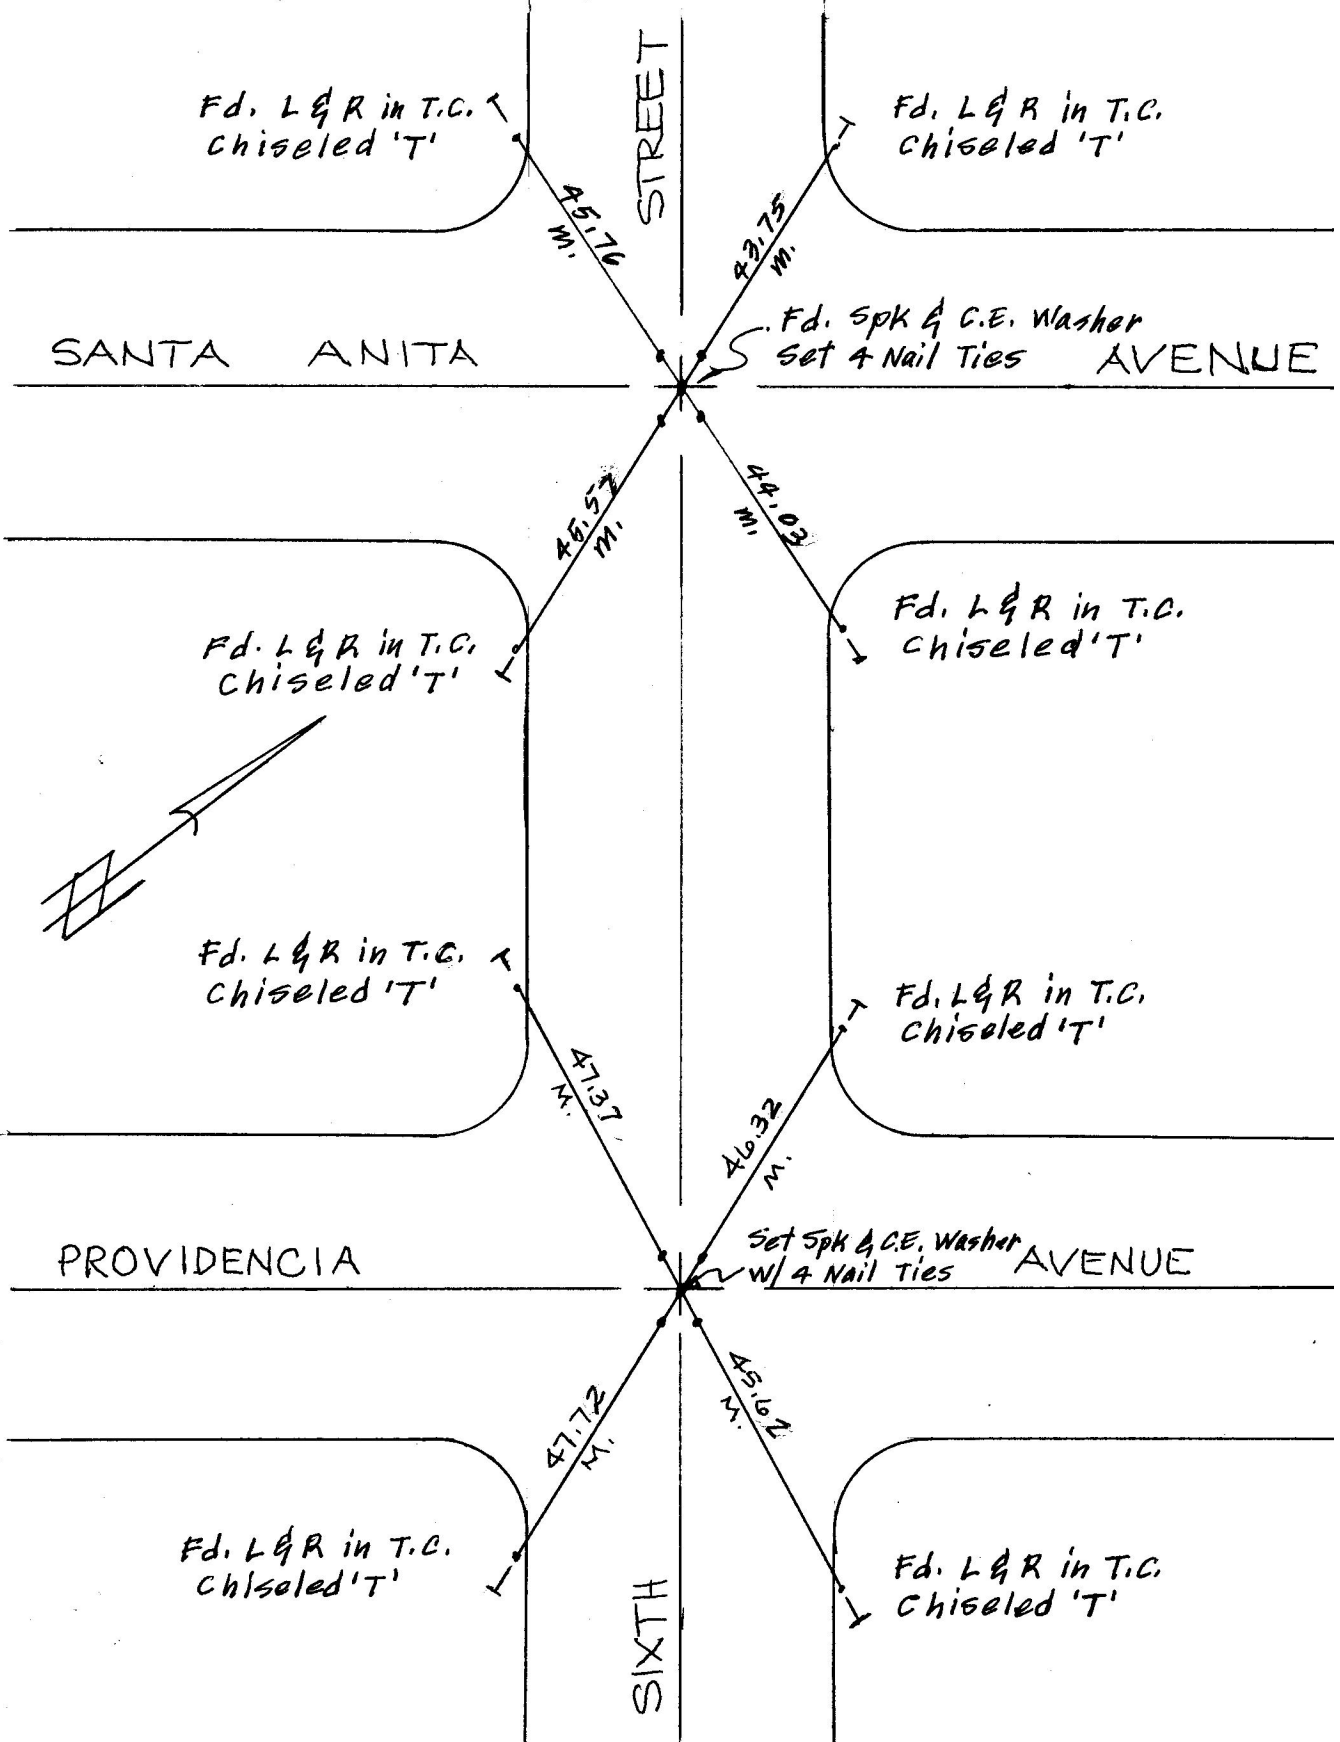 STREET
Fd. L & R in T.C.
Chiseled 'T'
Fd. L & R in T.C.
Chiseled 'T'
45.76
m.
43.75
m.
Fd. Spk & C.E. Washer
Set 4 Nail Ties
SANTA ANITA AVENUE
45.57
m.
44.03
m.
Fd. L & R in T.C.
Chiseled 'T'
Fd. L & R in T.C.
Chiseled 'T'
N
Fd. L & R in T.C.
Chiseled 'T'
Fd. L & R in T.C.
Chiseled 'T'
47.37
M.
46.32
M.
Set Spk & C.E. Washer
W/ 4 Nail Ties
PROVIDENCIA AVENUE
47.72
M.
45.62
M.
Fd. L & R in T.C.
Chiseled 'T'
Fd. L & R in T.C.
Chiseled 'T'
SIXTH